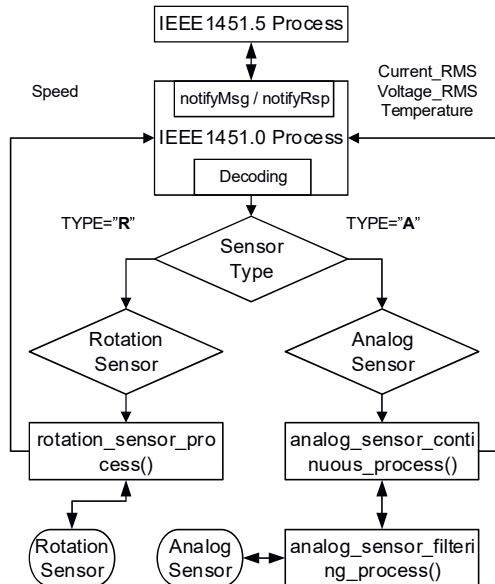 IEEE1451.5 Process
Speed
Current_RMS
Voltage_RMS
Temperature
notifyMsg / notifyRsp
IEEE1451.0 Process
Decoding
TYPE="R"
TYPE="A"
Sensor
Type
Rotation
Sensor
Analog
Sensor
rotation_sensor_pro
cess()
analog_sensor_conti
nuous_process()
Rotation
Sensor
Analog
Sensor
analog_sensor_filteri
ng_process()